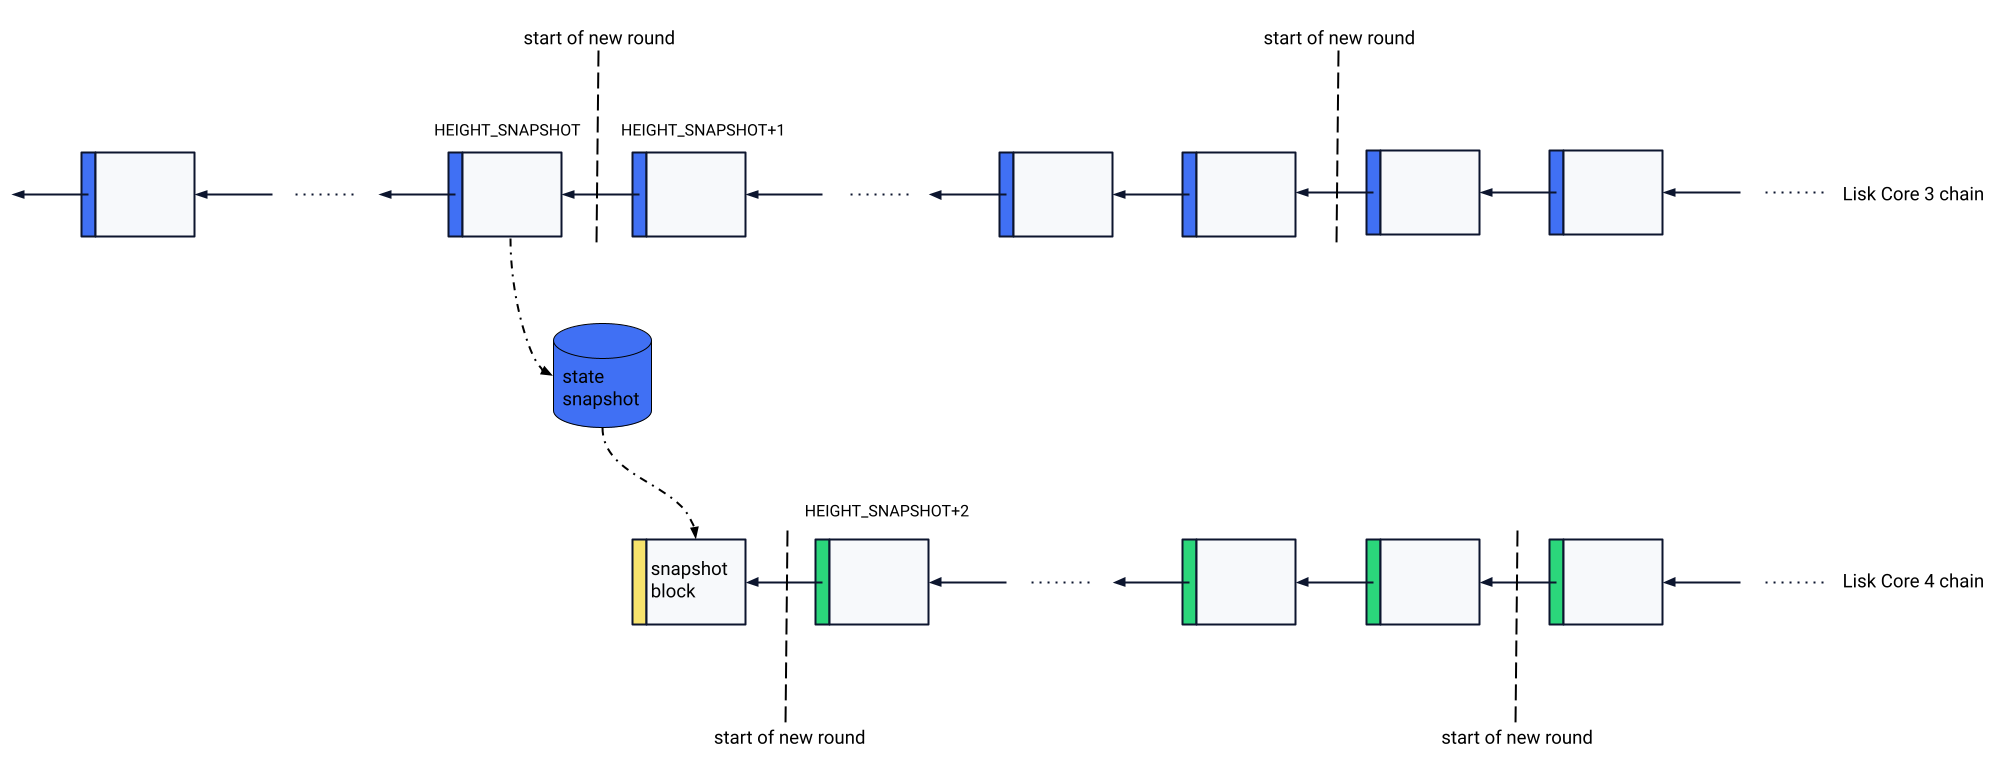 start of new round
start of new round
HEIGHT_SNAPSHOT
HEIGHT_SNAPSHOT+1
Lisk Core 3 chain
state
snapshot
HEIGHT_SNAPSHOT+2
snapshot
block
Lisk Core 4 chain
start of new round
start of new round